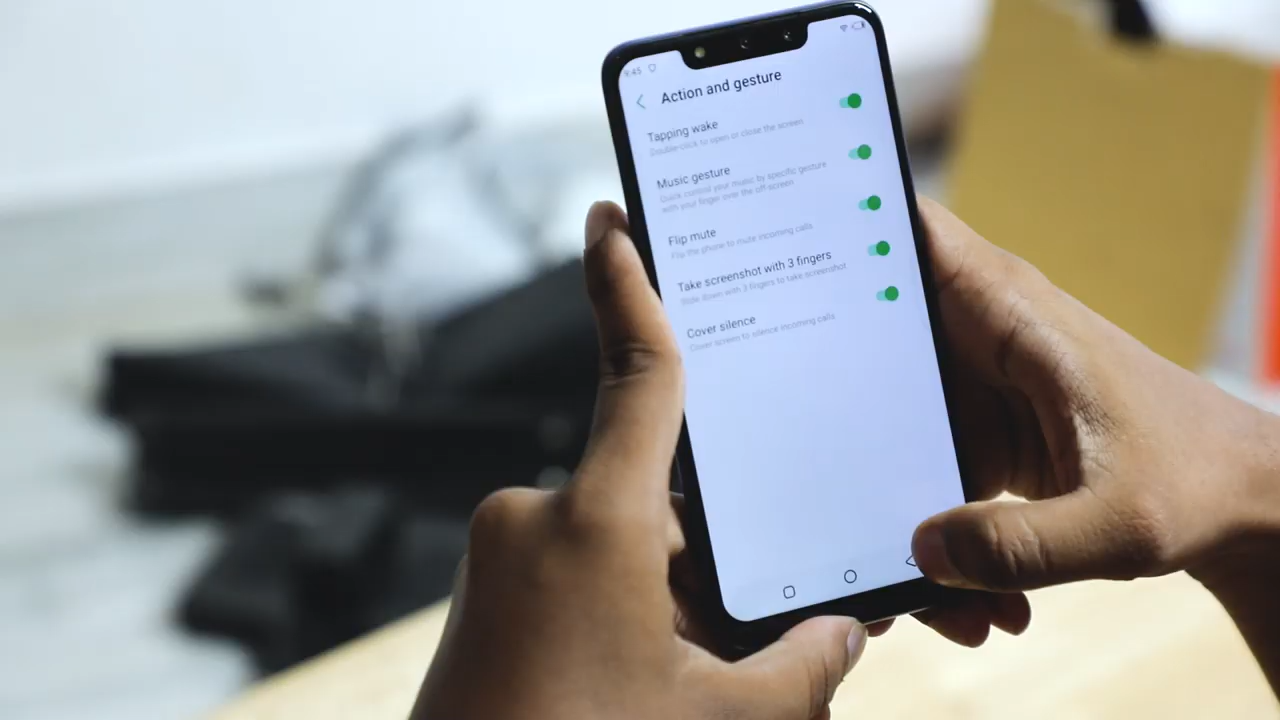 9:45
Action and gesture
Tapping wake
Double-click to open or close the screen
Music gesture
Quick control your music by specific gesture
with your finger over the off-screen
Flip mute
Flip the phone to mute incoming calls
Take screenshot with 3 fingers
Slide down with 3 fingers to take screenshot
Cover silence
Cover screen to silence incoming calls